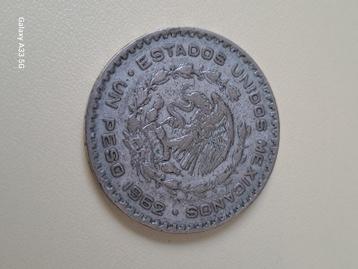 Galaxy A33 5G
· ESTADOS UNIDOS MEXICANOS ·
UN PESO 1962